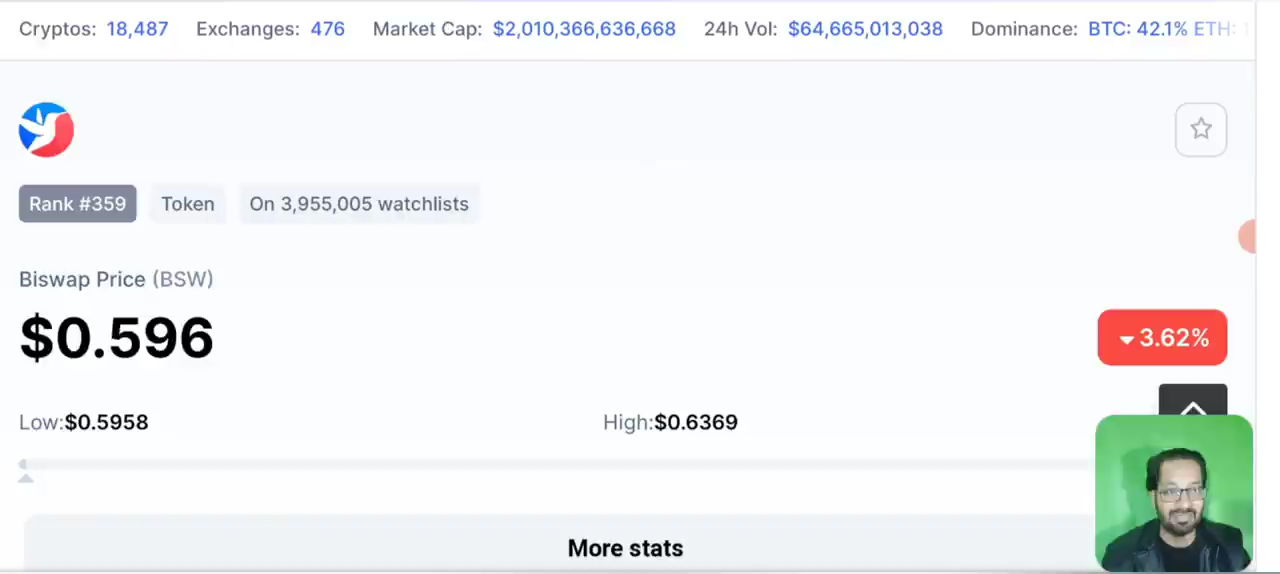 Cryptos: 18,487 Exchanges: 476 Market Cap: $2,010,366,636,668 24h Vol: $64,665,013,038 Dominance: BTC: 42.1% ETH:
Rank #359 Token On 3,955,005 watchlists
Biswap Price (BSW)
$0.596 3.62%
Low:$0.5958 High:$0.6369
More stats